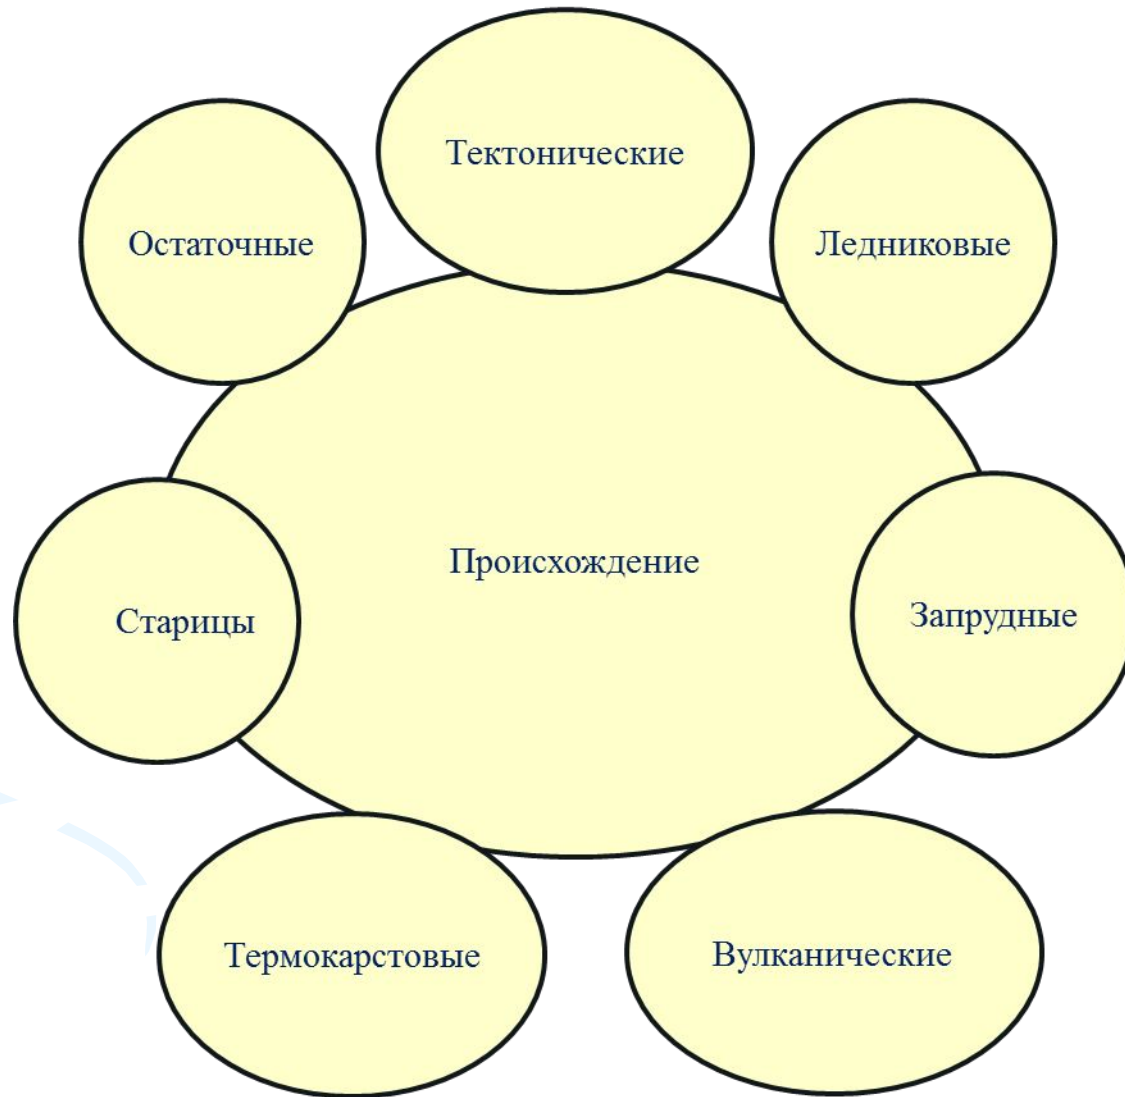 Тектонические
Остаточные
Ледниковые
Происхождение
Старицы
Запрудные
Термокарстовые
Вулканические